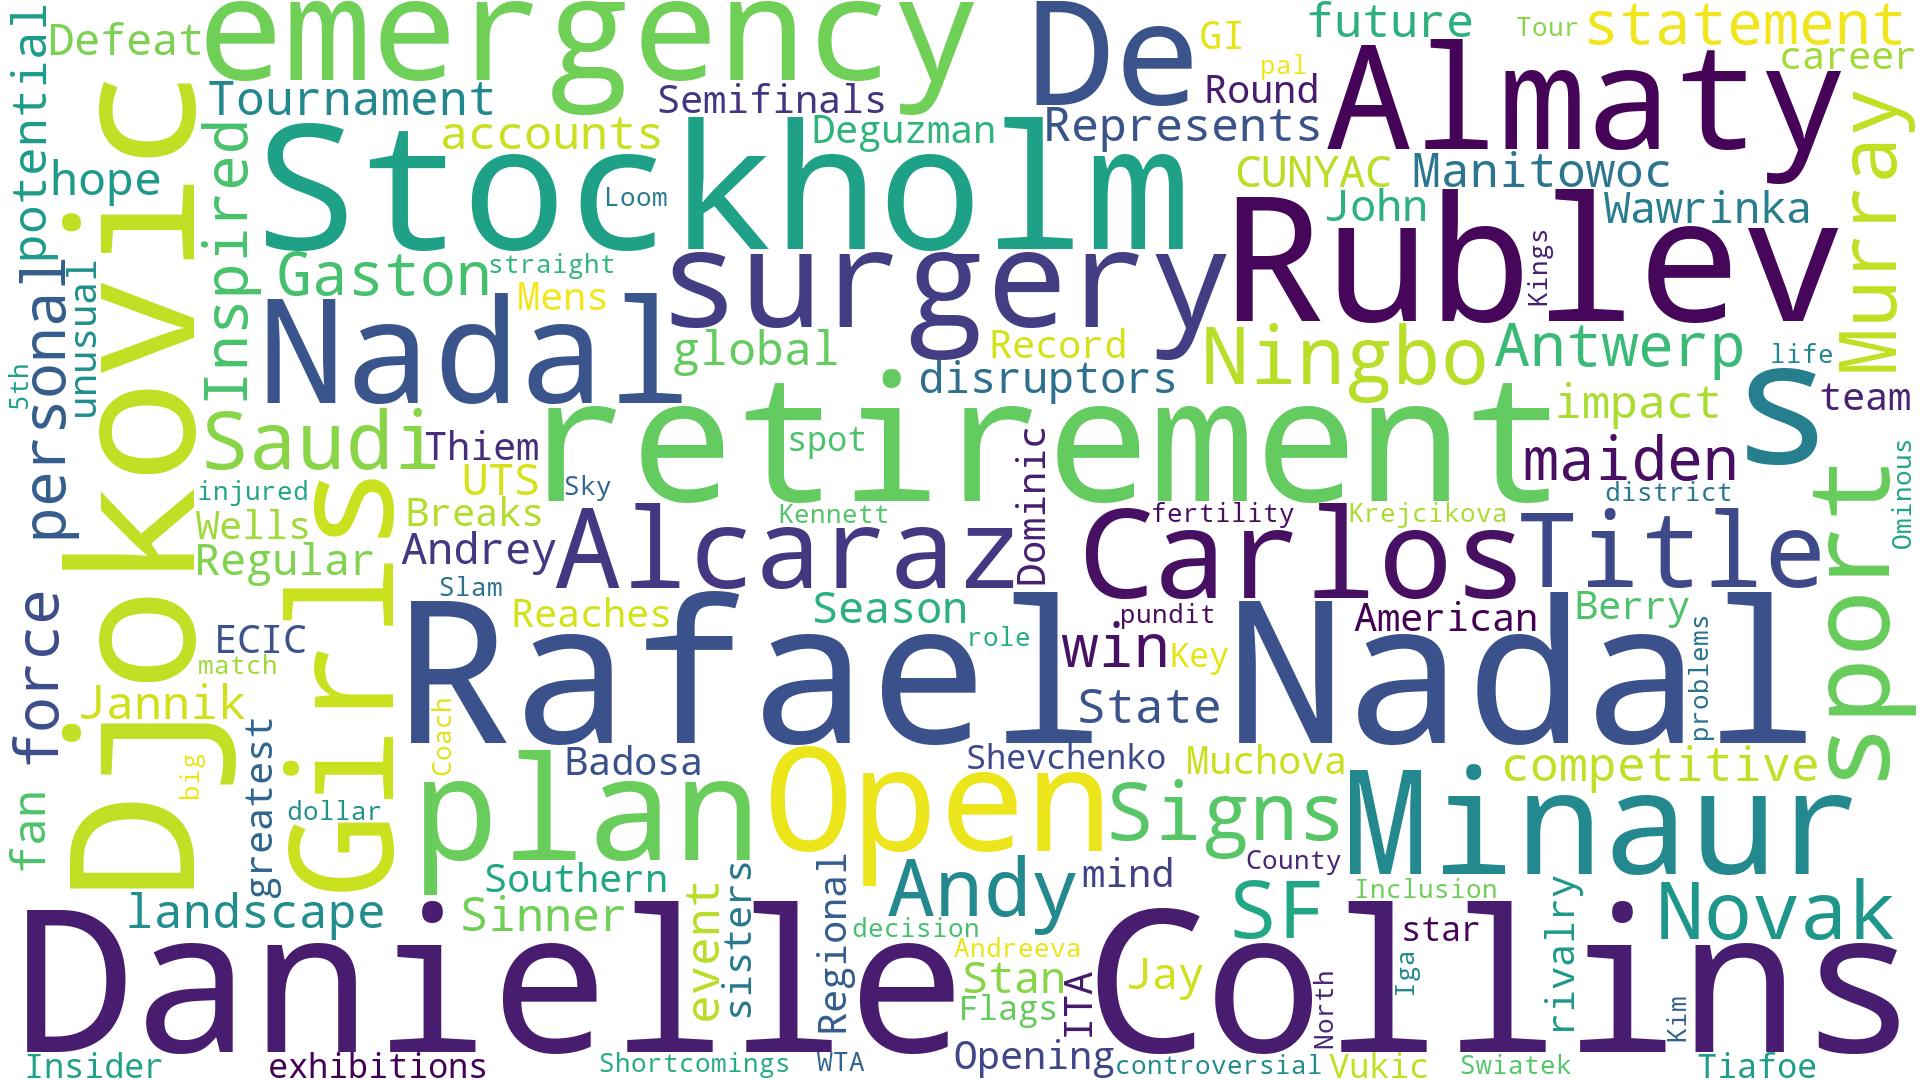 potential
Defeat
emergency
De
GI
future
Tour
statement
pal
career
Tournament
Semifinals
Round
Almaty
accounts
Deguzman
Represents
Djokovic
Inspired
Stockholm
hope
Loom
CUNYAC
Manitowoc
Murray
John
Wawrinka
Rublev
Kings
Gaston
straight
surgery
personal
unusual
Nadal
Mens
global
Record
Ningbo
Antwerp
life
5th
disruptors
retirement
impact
S
team
Saudi
Thiem
spot
Dominic
maiden
Ominous
UTS
Sky
injured
Girls
district
sport
Wells
Breaks
Kennett
Alcaraz
Carlos
fertility
Krejcikova
Title
Regular
Andrey
Slam
Rafael
Reaches
Season
pundit
American
Berry
Nadal
force
ECIC
match
role
win
Key
problems
Jannik
State
Coach
greatest
big
Badosa
Shevchenko
Muchova
competitive
fan
dollar
plan
Open
Signs
Minaur
Southern
Andy
mind
County
SF
Inclusion
landscape
Sinner
event
sisters
Regional
decision
star
rivalry
Novak
Danielle
Collins
Andreeva
Stan
Jay
Iga
Flags
ITA
North
Kim
Insider
exhibitions
Shortcomings
WTA
Opening
controversial
Vukic
Swiatek
Tiafoe